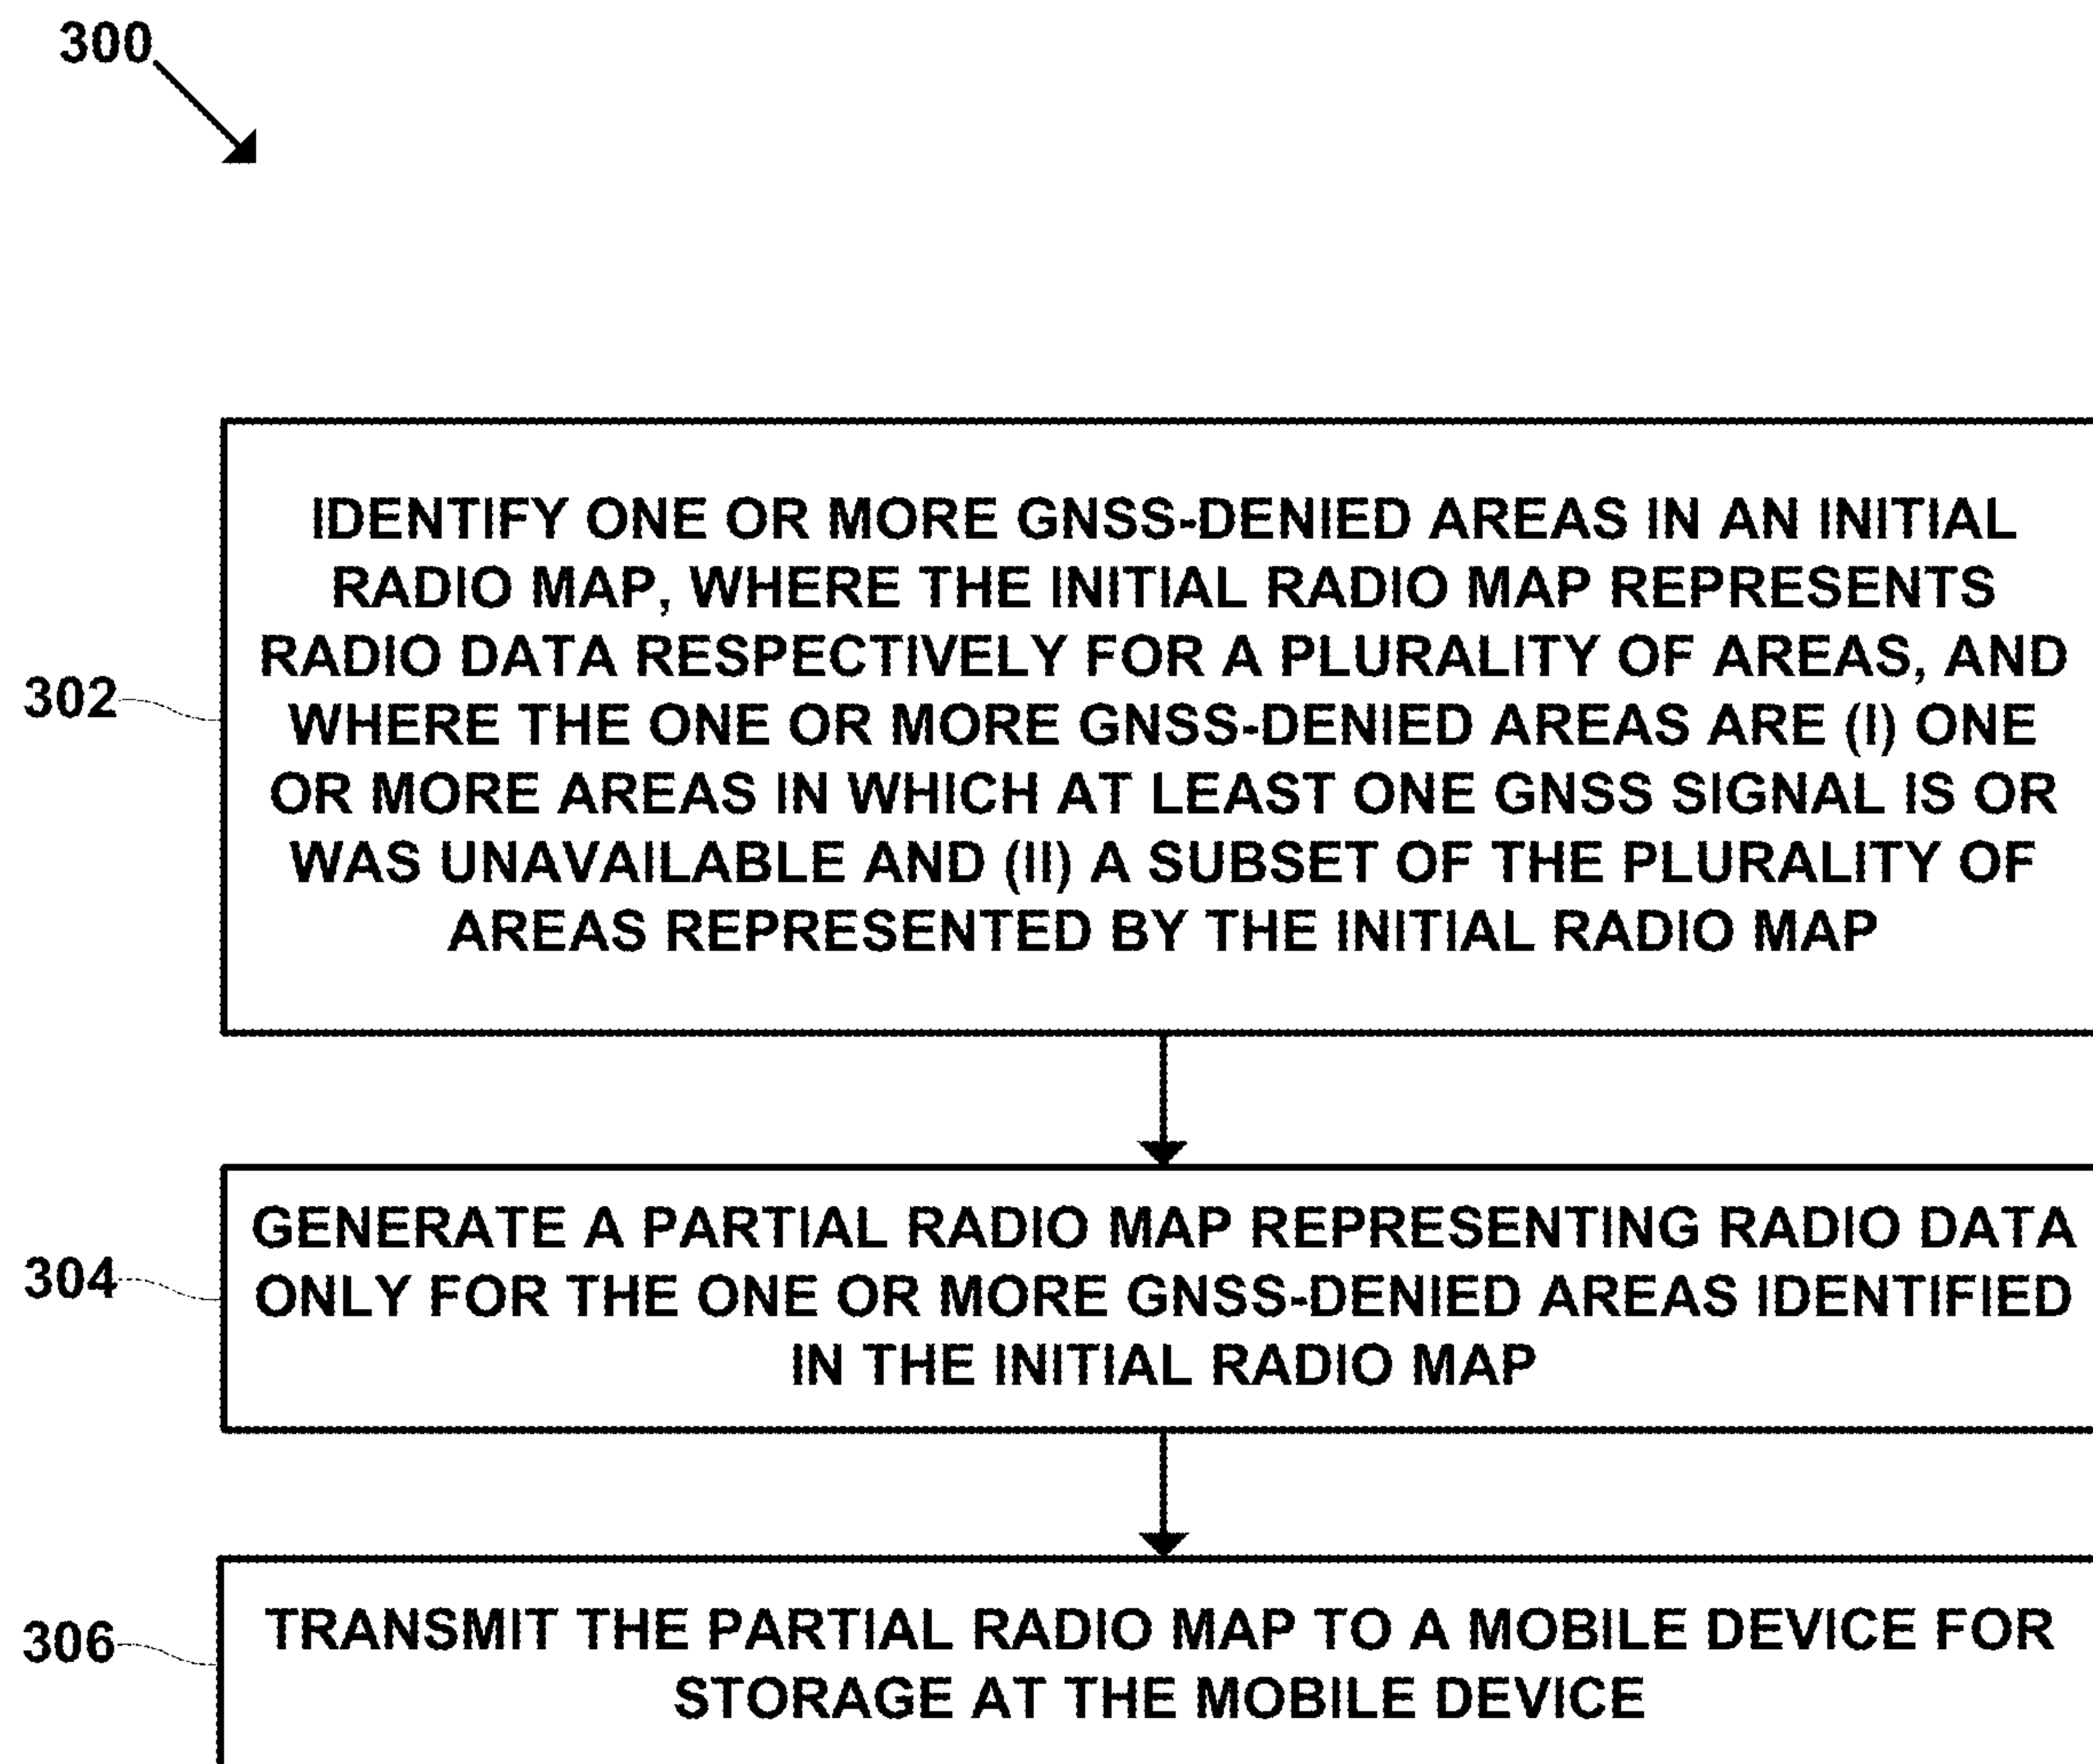 300
302
IDENTIFY ONE OR MORE GNSS-DENIED AREAS IN AN INITIAL
RADIO MAP, WHERE THE INITIAL RADIO MAP REPRESENTS
RADIO DATA RESPECTIVELY FOR A PLURALITY OF AREAS, AND
WHERE THE ONE OR MORE GNSS-DENIED AREAS ARE (I) ONE
OR MORE AREAS IN WHICH AT LEAST ONE GNSS SIGNAL IS OR
WAS UNAVAILABLE AND (II) A SUBSET OF THE PLURALITY OF
AREAS REPRESENTED BY THE INITIAL RADIO MAP
304
GENERATE A PARTIAL RADIO MAP REPRESENTING RADIO DATA
ONLY FOR THE ONE OR MORE GNSS-DENIED AREAS IDENTIFIED
IN THE INITIAL RADIO MAP
306
TRANSMIT THE PARTIAL RADIO MAP TO A MOBILE DEVICE FOR
STORAGE AT THE MOBILE DEVICE